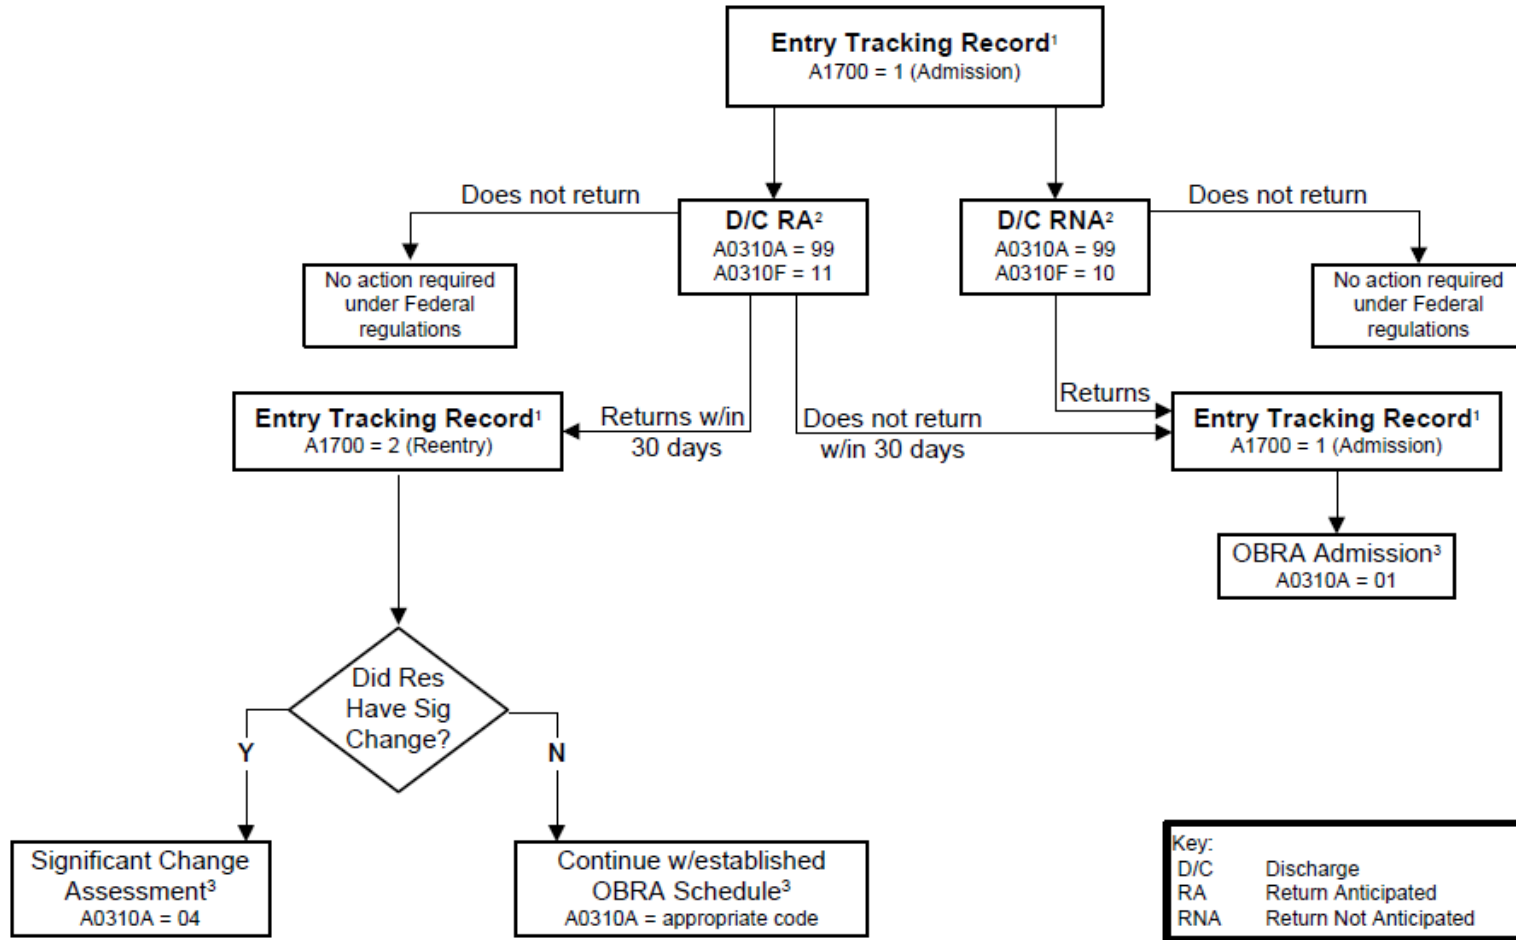 Entry Tracking Record¹
A1700 = 1 (Admission)
Does not return
D/C RA²
A0310A = 99
A0310F = 11
D/C RNA²
A0310A = 99
A0310F = 10
Does not return
No action required
under Federal
regulations
No action required
under Federal
regulations
Entry Tracking Record¹
A1700 = 2 (Reentry)
Returns w/in
30 days
Does not return
w/in 30 days
Returns
Entry Tracking Record¹
A1700 = 1 (Admission)
OBRA Admission³
A0310A = 01
Did Res
Have Sig
Change?
Y
N
Significant Change
Assessment³
A0310A = 04
Continue w/established
OBRA Schedule³
A0310A = appropriate code
Key:
D/C Discharge
RA Return Anticipated
RNA Return Not Anticipated